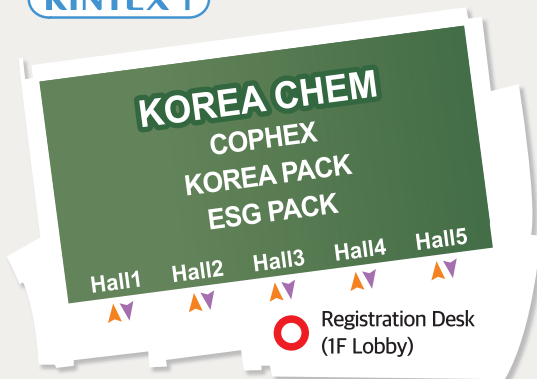 KINTEX 1
KOREA CHEM
COPHEX
KOREA PACK
ESG PACK
Hall1 Hall2 Hall3 Hall4 Hall5
Registration Desk
(1F Lobby)